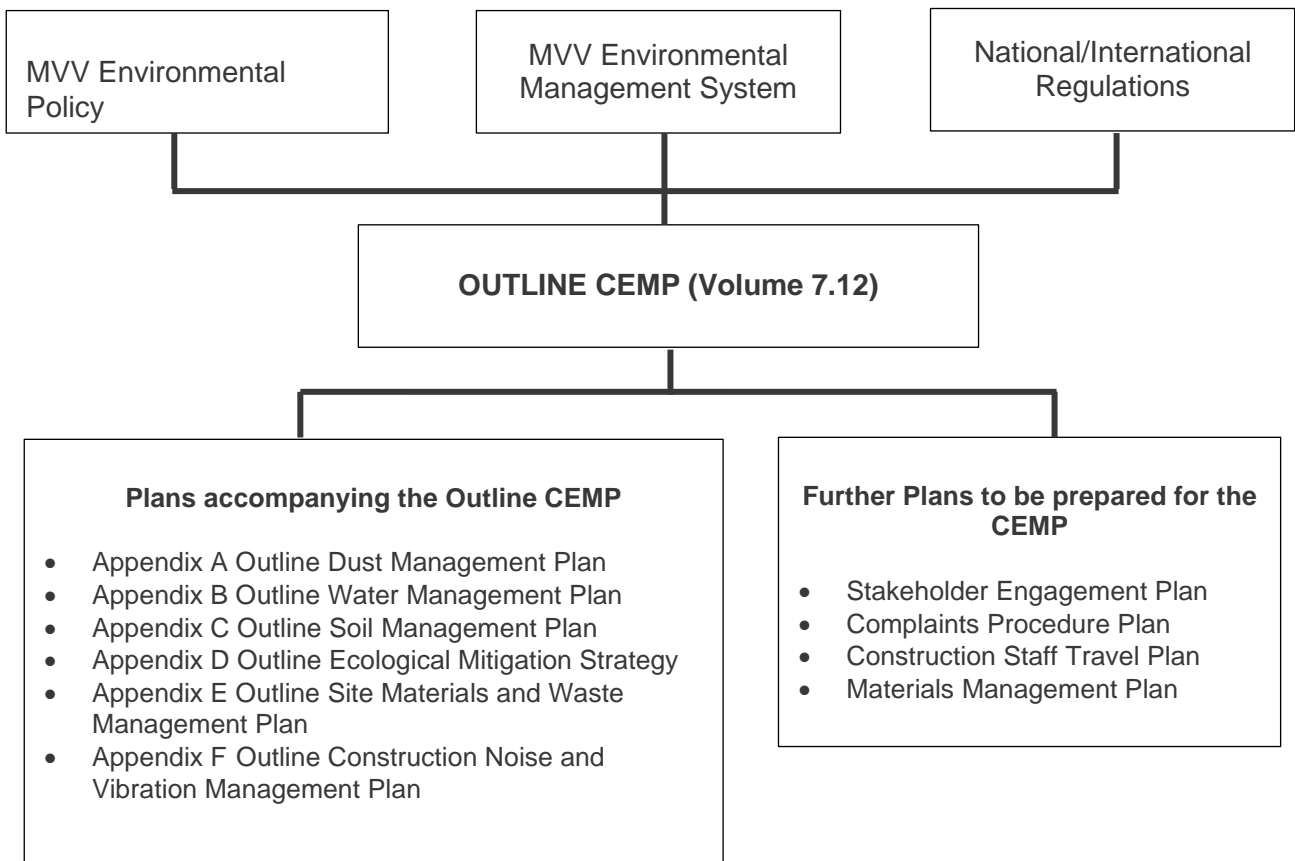 MVV Environmental
Policy
MVV Environmental
Management System
National/International
Regulations
OUTLINE CEMP (Volume 7.12)
Plans accompanying the Outline CEMP
• Appendix A Outline Dust Management Plan
• Appendix B Outline Water Management Plan
• Appendix C Outline Soil Management Plan
• Appendix D Outline Ecological Mitigation Strategy
• Appendix E Outline Site Materials and Waste
Management Plan
• Appendix F Outline Construction Noise and
Vibration Management Plan
Further Plans to be prepared for the
CEMP
• Stakeholder Engagement Plan
• Complaints Procedure Plan
• Construction Staff Travel Plan
• Materials Management Plan